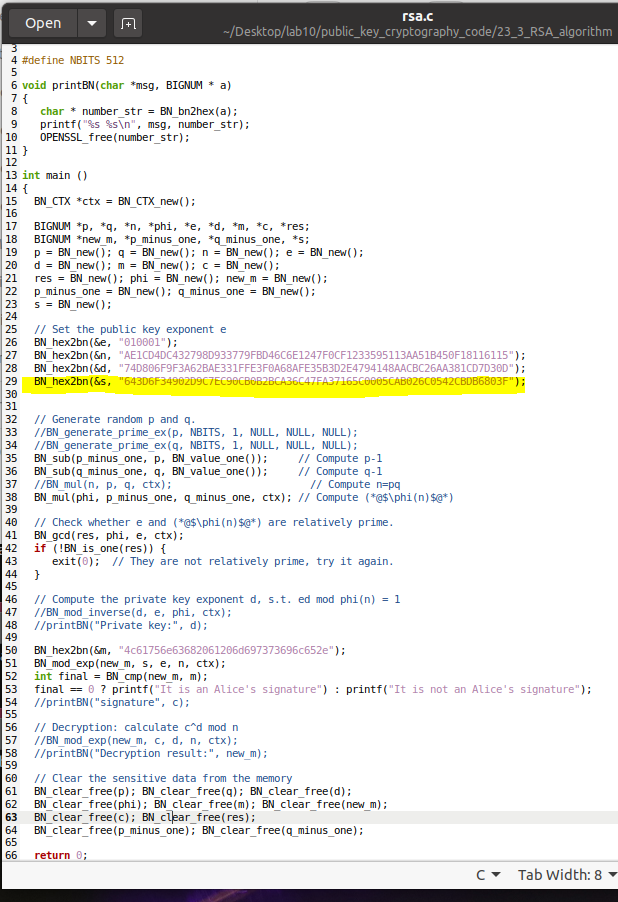 Open
rsa.c
~/Desktop/lab10/public_key_cryptography_code/23_3_RSA_algorithm
3
4 #define NBITS 512
5
6 void printBN(char *msg, BIGNUM * a)
7 {
8 char * number_str = BN_bn2hex(a);
9 printf("%s %s\n", msg, number_str);
10 OPENSSL_free(number_str);
11 }
12
13 int main ()
14 {
15 BN_CTX *ctx = BN_CTX_new();
16
17 BIGNUM *p, *q, *n, *phi, *e, *d, *m, *c, *res;
18 BIGNUM *new_m, *p_minus_one, *q_minus_one, *s;
19 p = BN_new(); q = BN_new(); n = BN_new(); e = BN_new();
20 d = BN_new(); m = BN_new(); c = BN_new();
21 res = BN_new(); phi = BN_new(); new_m = BN_new();
22 p_minus_one = BN_new(); q_minus_one = BN_new();
23 s = BN_new();
24
25 // Set the public key exponent e
26 BN_hex2bn(&e, "010001");
27 BN_hex2bn(&n, "AE1CD4DC432798D933779FBD46C6E1247F0CF1233595113AA51B450F18116115");
28 BN_hex2bn(&d, "74D806F9F3A62BAE331FFE3F0A68AFE35B3D2E4794148AACBC26AA381CD7D30D");
29 BN_hex2bn(&s, "643D6F34902D9C7EC90CB0B2BCA36C47FA37165C0005CAB026C0542CBDB6803F");
30
31
32 // Generate random p and q.
33 //BN_generate_prime_ex(p, NBITS, 1, NULL, NULL, NULL);
34 //BN_generate_prime_ex(q, NBITS, 1, NULL, NULL, NULL);
35 BN_sub(p_minus_one, p, BN_value_one()); // Compute p-1
36 BN_sub(q_minus_one, q, BN_value_one()); // Compute q-1
37 //BN_mul(n, p, q, ctx); // Compute n=pq
38 BN_mul(phi, p_minus_one, q_minus_one, ctx); // Compute (*@$\phi(n)$@*)
39
40 // Check whether e and (*@$\phi(n)$@*) are relatively prime.
41 BN_gcd(res, phi, e, ctx);
42 if (!BN_is_one(res)) {
43 exit(0); // They are not relatively prime, try it again.
44 }
45
46 // Compute the private key exponent d, s.t. ed mod phi(n) = 1
47 //BN_mod_inverse(d, e, phi, ctx);
48 //printBN("Private key:", d);
49
50 BN_hex2bn(&m, "4c61756e63682061206d697373696c652e");
51 BN_mod_exp(new_m, s, e, n, ctx);
52 int final = BN_cmp(new_m, m);
53 final == 0 ? printf("It is an Alice's signature") : printf("It is not an Alice's signature");
54 //printBN("signature", c);
55
56 // Decryption: calculate c^d mod n
57 //BN_mod_exp(new_m, c, d, n, ctx);
58 //printBN("Decryption result:", new_m);
59
60 // Clear the sensitive data from the memory
61 BN_clear_free(p); BN_clear_free(q); BN_clear_free(d);
62 BN_clear_free(phi); BN_clear_free(m); BN_clear_free(new_m);
63 BN_clear_free(c); BN_clear_free(res);
64 BN_clear_free(p_minus_one); BN_clear_free(q_minus_one);
65
66 return 0;
C Tab Width: 8